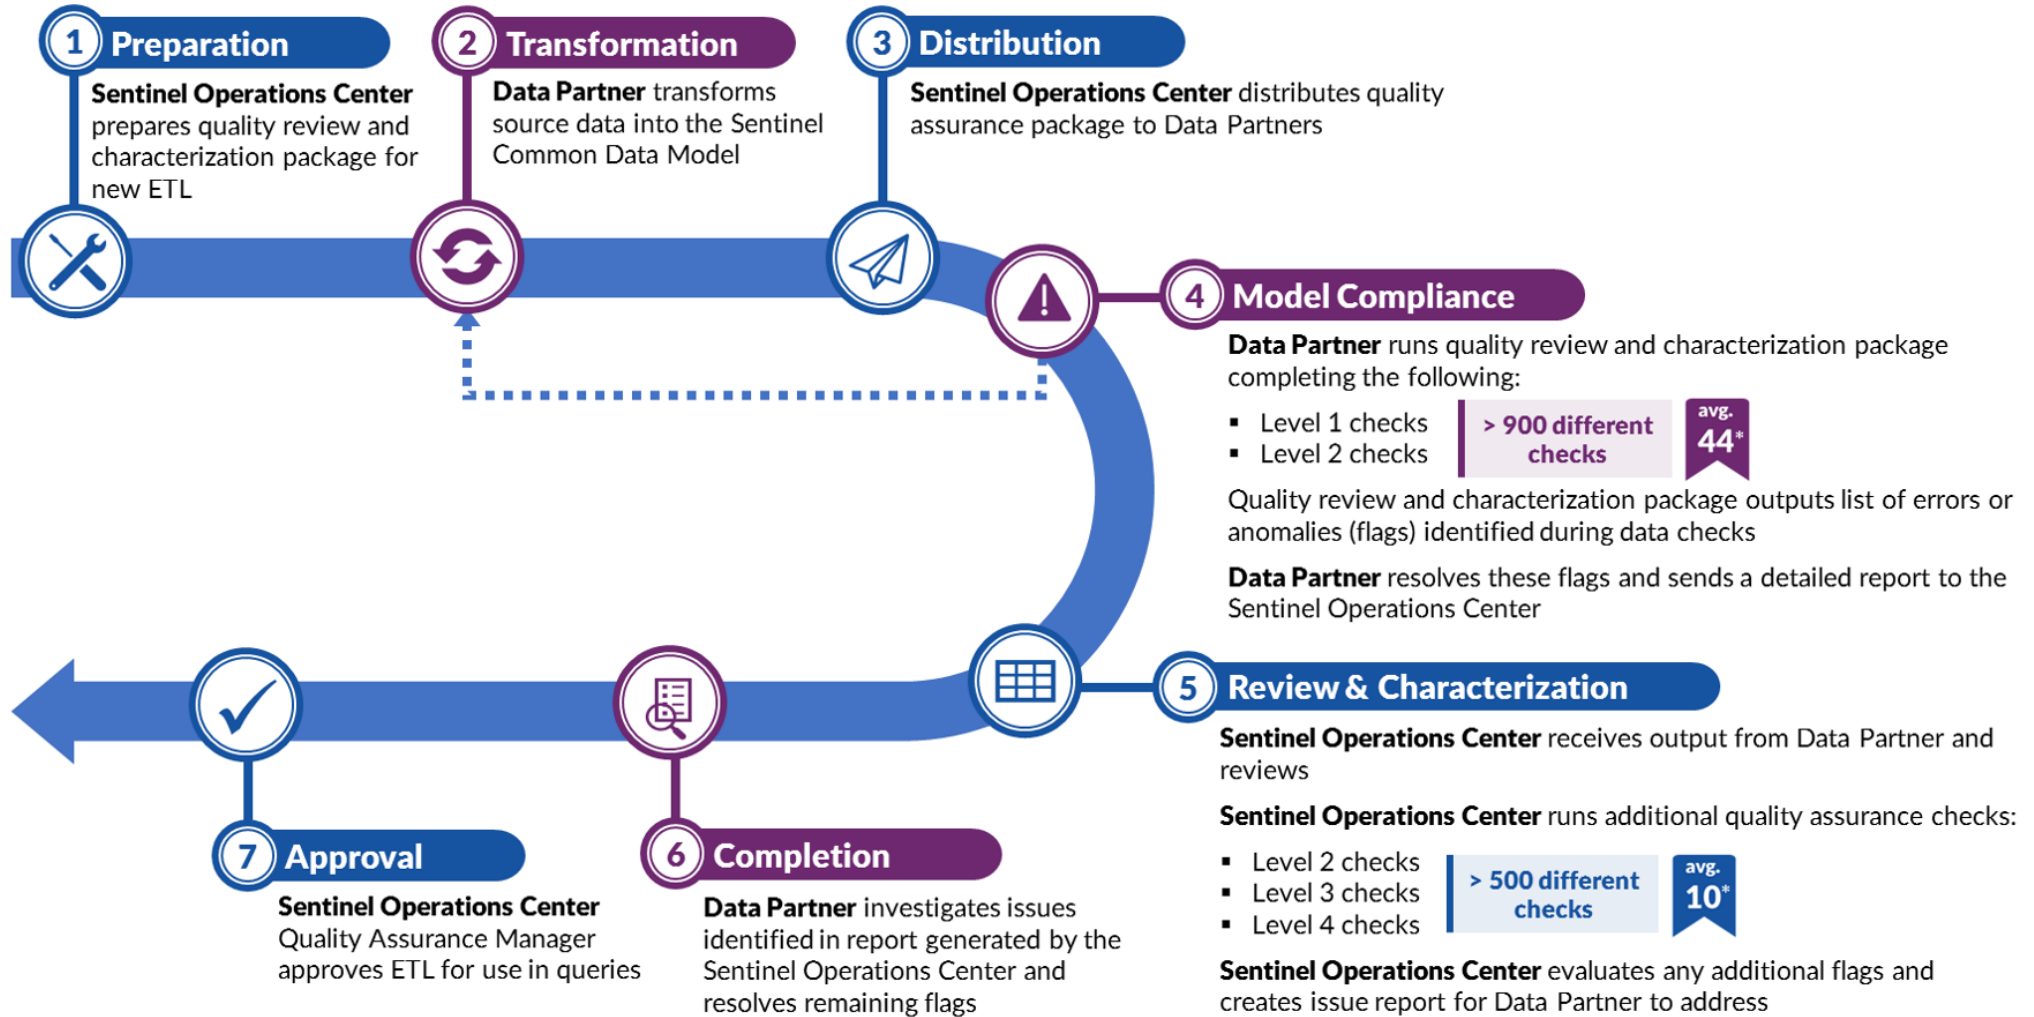 1 Preparation
Sentinel Operations Center
prepares quality review and
characterization package for
new ETL
2 Transformation
Data Partner transforms
source data into the Sentinel
Common Data Model
3 Distribution
Sentinel Operations Center distributes quality
assurance package to Data Partners
4 Model Compliance
Data Partner runs quality review and characterization package
completing the following:
▪ Level 1 checks
▪ Level 2 checks
> 900 different
checks
avg.
44*
Quality review and characterization package outputs list of errors or
anomalies (flags) identified during data checks
Data Partner resolves these flags and sends a detailed report to the
Sentinel Operations Center
5 Review & Characterization
Sentinel Operations Center receives output from Data Partner and
reviews
Sentinel Operations Center runs additional quality assurance checks:
▪ Level 2 checks
▪ Level 3 checks
▪ Level 4 checks
> 500 different
checks
avg.
10*
Sentinel Operations Center evaluates any additional flags and
creates issue report for Data Partner to address
6 Completion
Data Partner investigates issues
identified in report generated by the
Sentinel Operations Center and
resolves remaining flags
7 Approval
Sentinel Operations Center
Quality Assurance Manager
approves ETL for use in queries